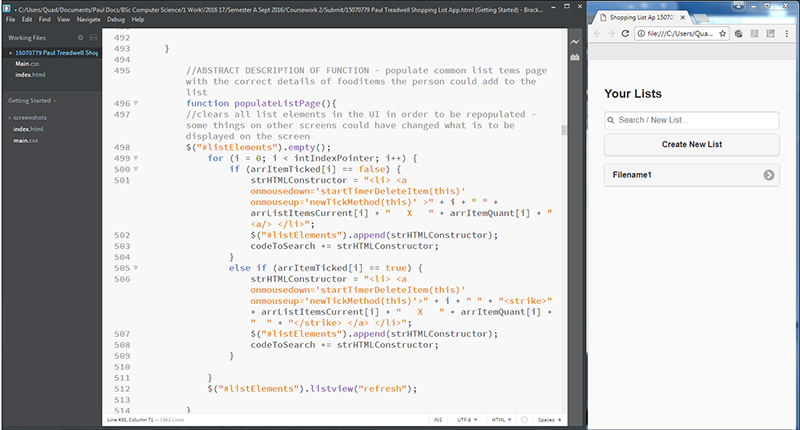 • C:/Users/Quad/Documents/Paul Docs/BSc Computer Science/1 Work!/2016 17/Semester A Sept 2016/Coursework 2/Submit/15070779 Paul Treadwell Shopping List App.html (Getting Started) - Brack...
File Edit Find View Navigate Debug Help
Working Files
15070779 Paul Treadwell Shopp
Main.css
index.html
Getting Started
screenshots
index.html
main.css
492
493 }
494
495 //ABSTRACT DESCRIPTION OF FUNCTION - populate common list tems page
with the correct details of fooditems the person could add to the
list
496 function populateListPage(){
497 //clears all list elements in the UI in order to be repopulated -
some things on other screens could have changed what is to be
displayed on the screen
498 $("#listElements").empty();
499 for (i = 0; i < intIndexPointer; i++) {
500 if (arrItemTicked[i] == false) {
501 strHTMLConstructor = "<li> <a
onmousedown='startTimerDeleteItem(this)'
onmouseup='newTickMethod(this)' >" + i + " " +
arrListItemsCurrent[i] + "   X   " + arrItemQuant[i] + "
<a/> </li>";
502 $("#listElements").append(strHTMLConstructor);
503 codeToSearch += strHTMLConstructor;
504 }
505 else if (arrItemTicked[i] == true) {
506 strHTMLConstructor = "<li> <a
onmousedown='startTimerDeleteItem(this)'
onmouseup='newTickMethod(this)'>" + i + " " + "<strike>"
+ arrListItemsCurrent[i] + "   X   " + arrItemQuant[i] +
"  " + "</strike> </a> </li>";
507 $("#listElements").append(strHTMLConstructor);
508 codeToSearch += strHTMLConstructor;
509 }
510
511 }
512 $("#listElements").listview("refresh");
513
514 }
Line 495, Column 71 — 1962 Lines
INS UTF-8 HTML Spaces: 4
Shopping List Ap 1507077
file:///C:/Users/Qua...
Your Lists
Search / New List...
Create New List
Filename1